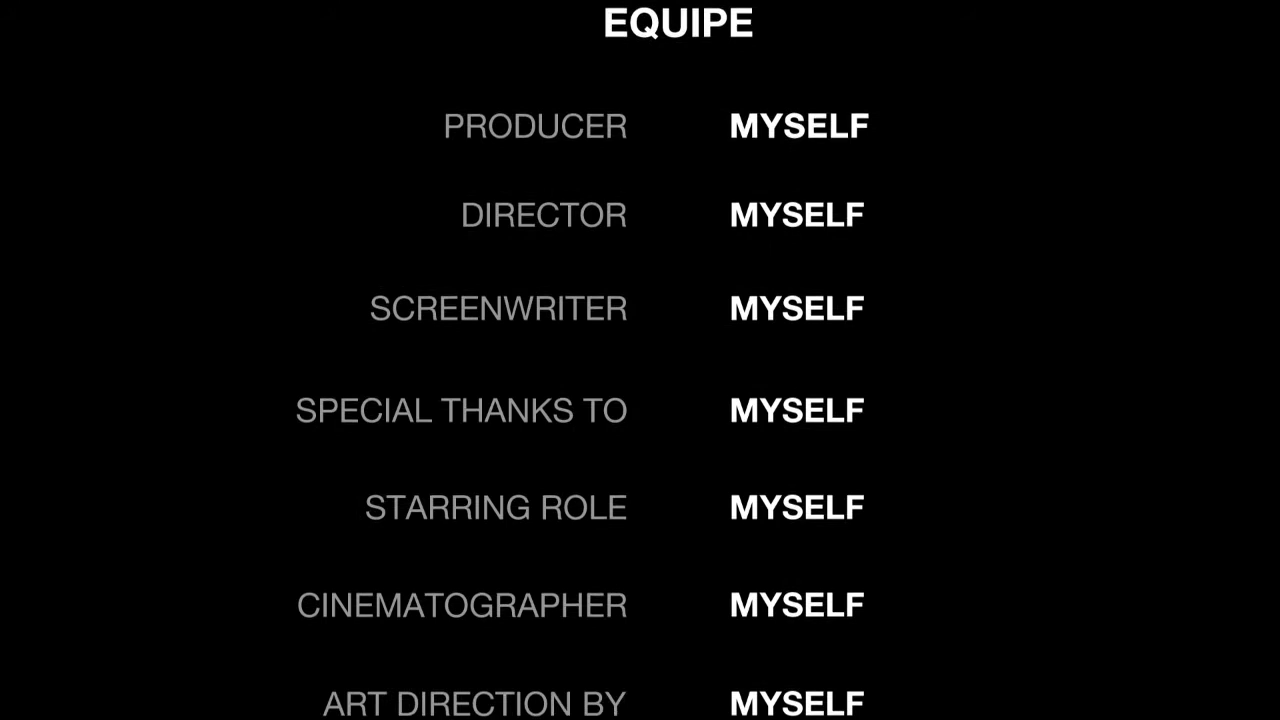 EQUIPE
PRODUCER MYSELF
DIRECTOR MYSELF
SCREENWRITER MYSELF
SPECIAL THANKS TO MYSELF
STARRING ROLE MYSELF
CINEMATOGRAPHER MYSELF
ART DIRECTION BY MYSELF